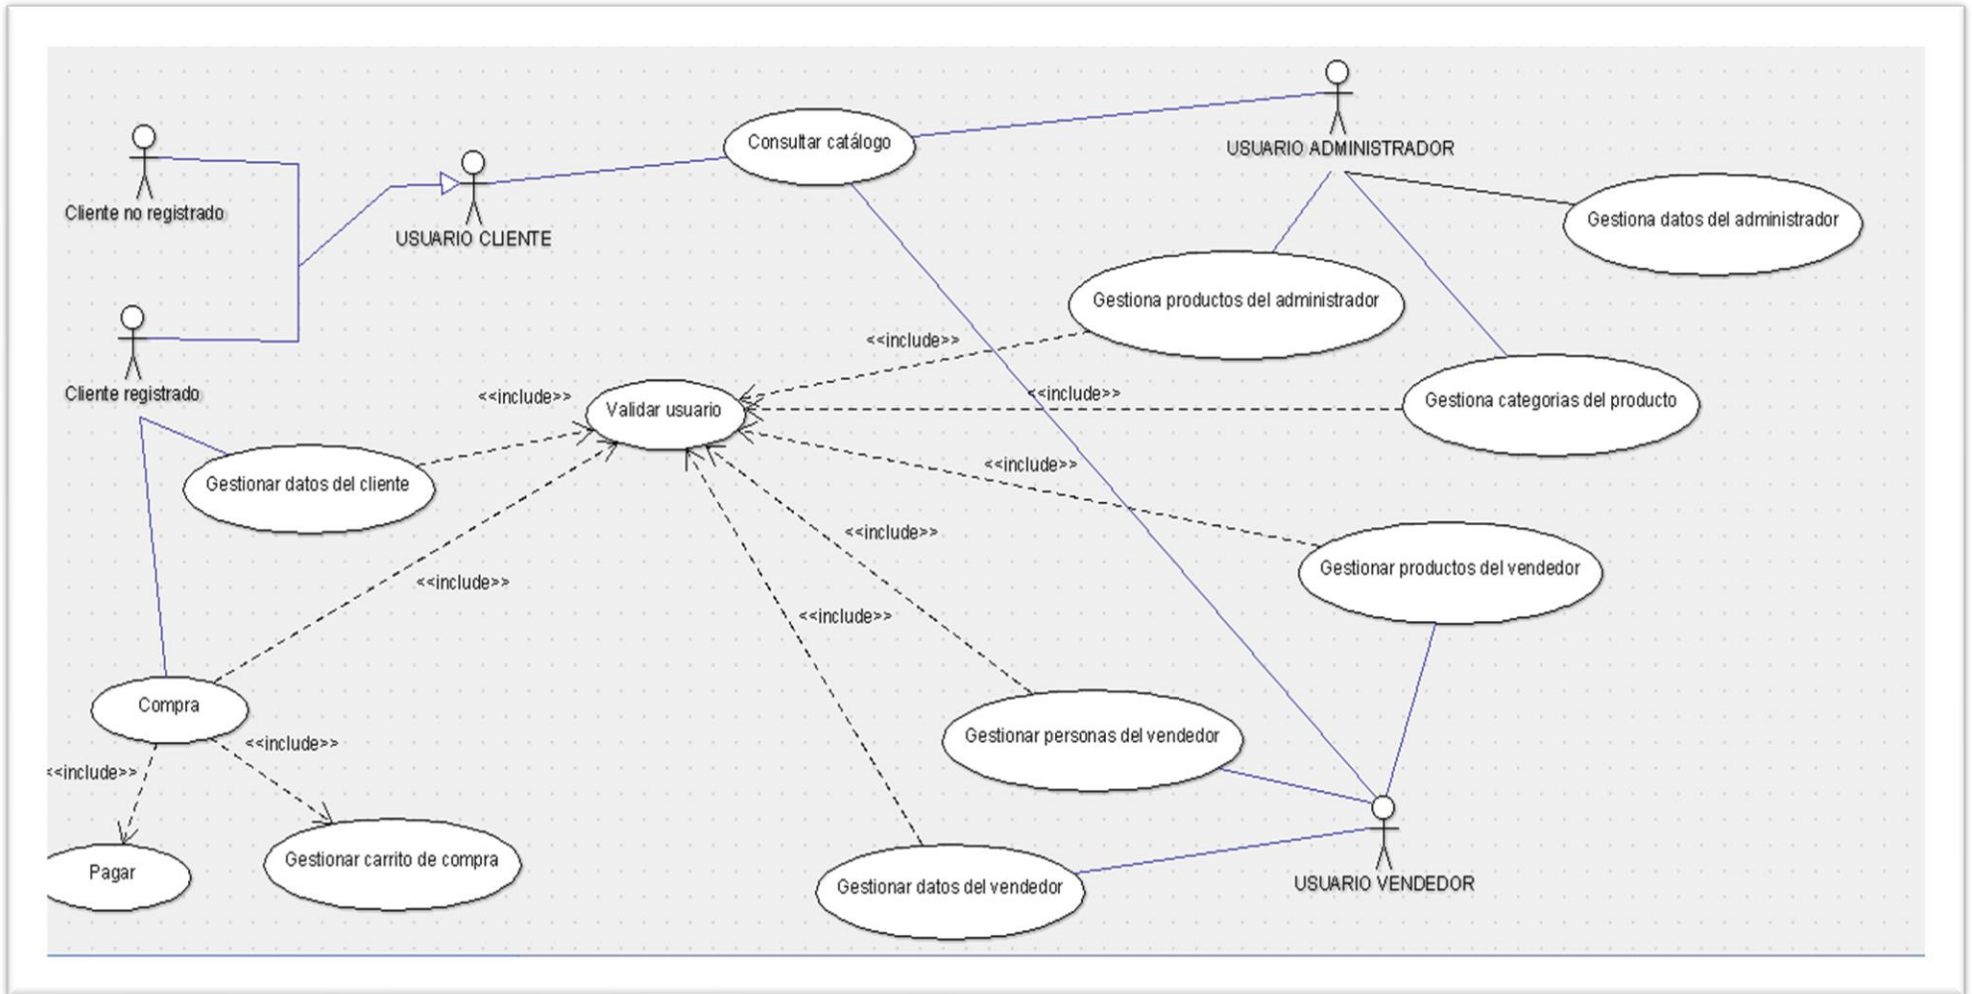 Consultar catálogo
USUARIO ADMINISTRADOR
Cliente no registrado
USUARIO CLIENTE
Gestiona datos del administrador
Gestiona productos del administrador
<<include>>
Cliente registrado
<<include>>
Validar usuario
<<include>>
Gestiona categorias del producto
Gestionar datos del cliente
<<include>>
<<include>>
Gestionar productos del vendedor
<<include>>
<<include>>
Compra
Gestionar personas del vendedor
<<include>>
<<include>>
Pagar
Gestionar carrito de compra
Gestionar datos del vendedor
USUARIO VENDEDOR